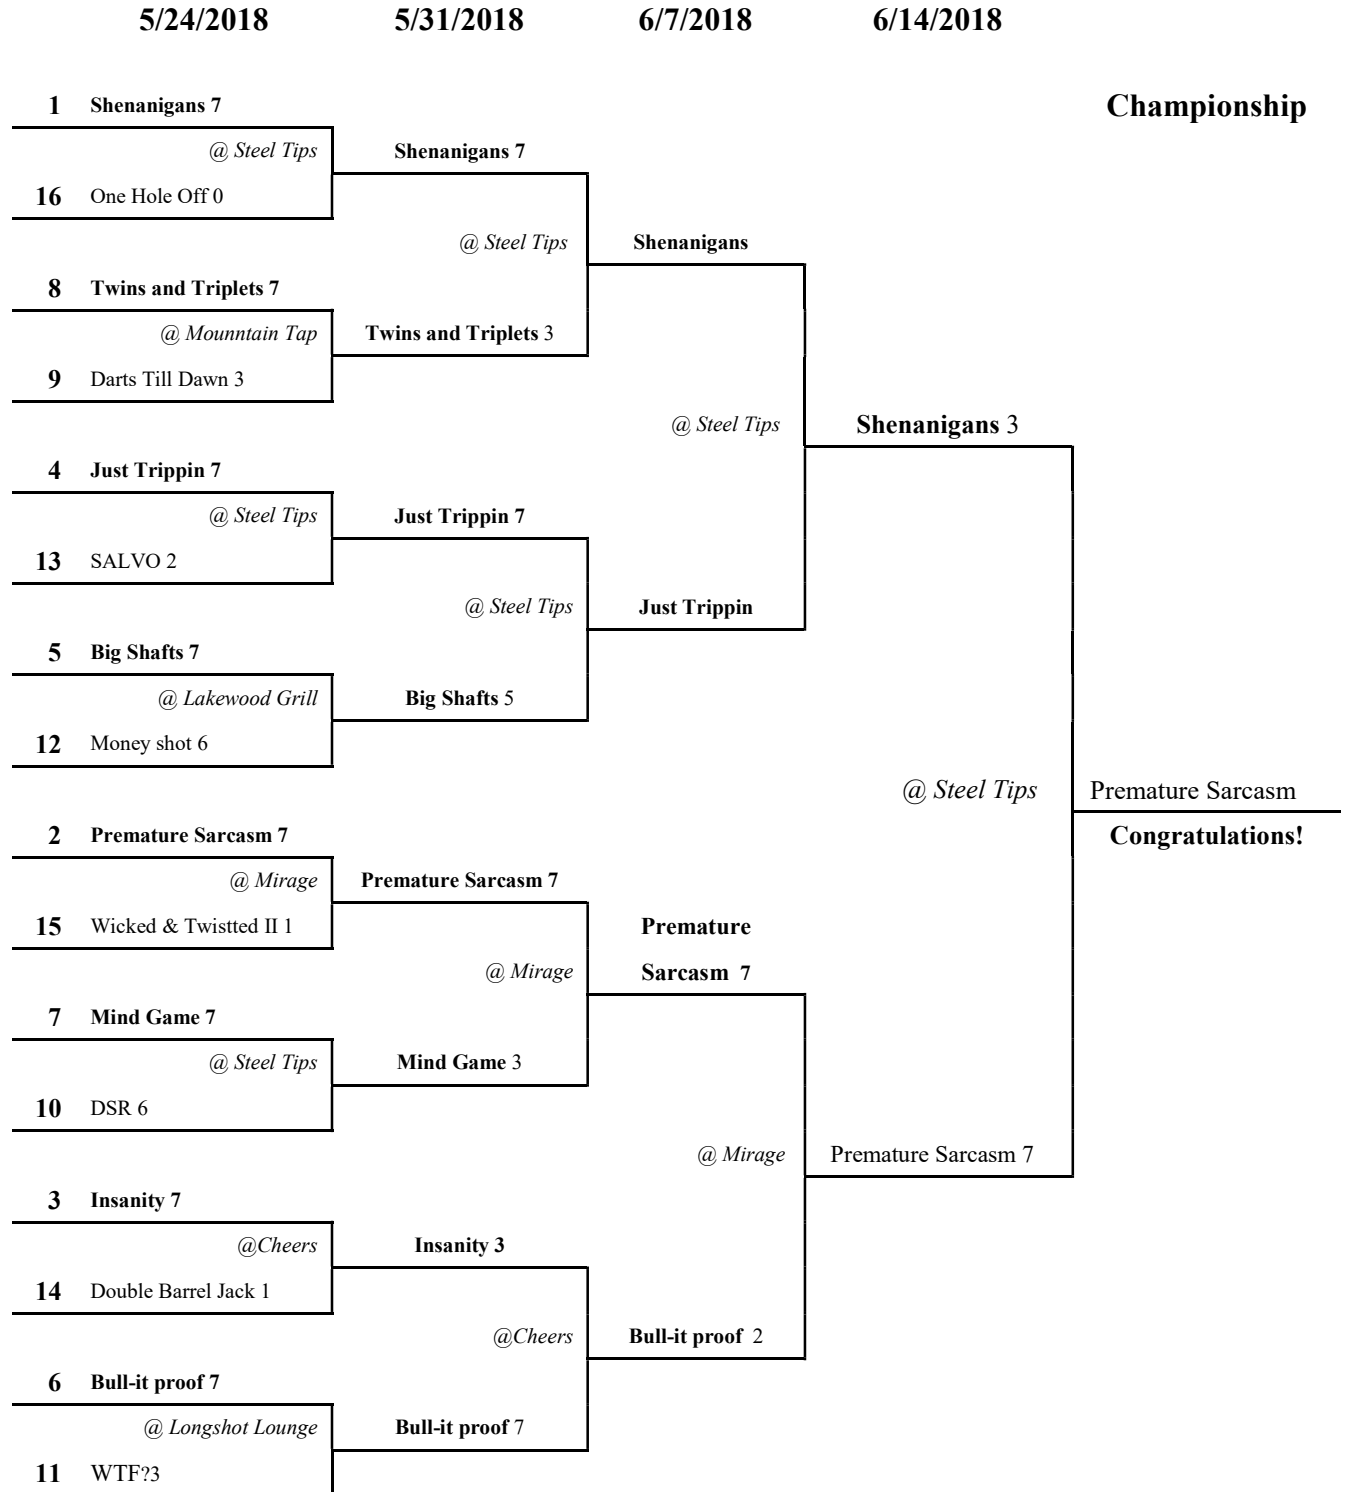 5/24/2018 5/31/2018 6/7/2018 6/14/2018
1 Shenanigans 7 Championship
@ Steel Tips Shenanigans 7
16 One Hole Off 0
@ Steel Tips Shenanigans
8 Twins and Triplets 7
@ Mounntain Tap Twins and Triplets 3
9 Darts Till Dawn 3
@ Steel Tips Shenanigans 3
4 Just Trippin 7
@ Steel Tips Just Trippin 7
13 SALVO 2
@ Steel Tips Just Trippin
5 Big Shafts 7
@ Lakewood Grill Big Shafts 5
12 Money shot 6
@ Steel Tips Premature Sarcasm
2 Premature Sarcasm 7 Congratulations!
@ Mirage Premature Sarcasm 7
15 Wicked & Twistted II 1 Premature
@ Mirage Sarcasm 7
7 Mind Game 7
@ Steel Tips Mind Game 3
10 DSR 6
@ Mirage Premature Sarcasm 7
3 Insanity 7
@Cheers Insanity 3
14 Double Barrel Jack 1
@Cheers Bull-it proof 2
6 Bull-it proof 7
@ Longshot Lounge Bull-it proof 7
11 WTF?3